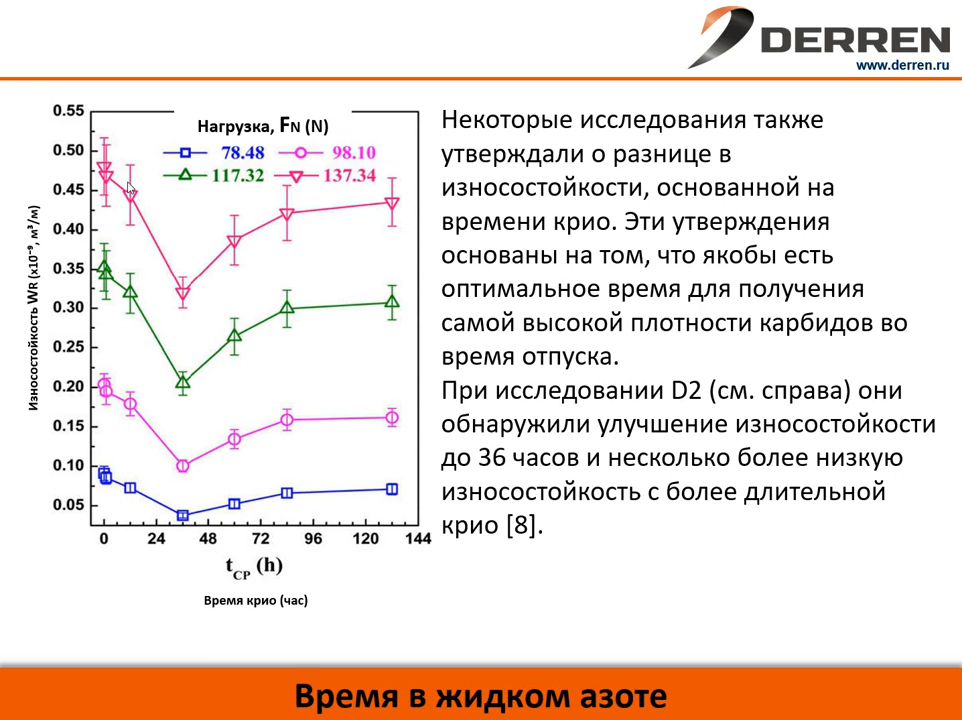 DERREN
www.derren.ru
Нагрузка, FN (N)
78.48 98.10
117.32 137.34
0.55
0.50
0.45
0.40
0.35
0.30
0.25
0.20
0.15
0.10
0.05
Износостойкость WR (x10⁻⁹, м³/м)
0 24 48 72 96 120 144
tCP (h)
Время крио (час)
Некоторые исследования также
утверждали о разнице в
износостойкости, основанной на
времени крио. Эти утверждения
основаны на том, что якобы есть
оптимальное время для получения
самой высокой плотности карбидов во
время отпуска.
При исследовании D2 (см. справа) они
обнаружили улучшение износостойкости
до 36 часов и несколько более низкую
износостойкость с более длительной
крио [8].
Время в жидком азоте